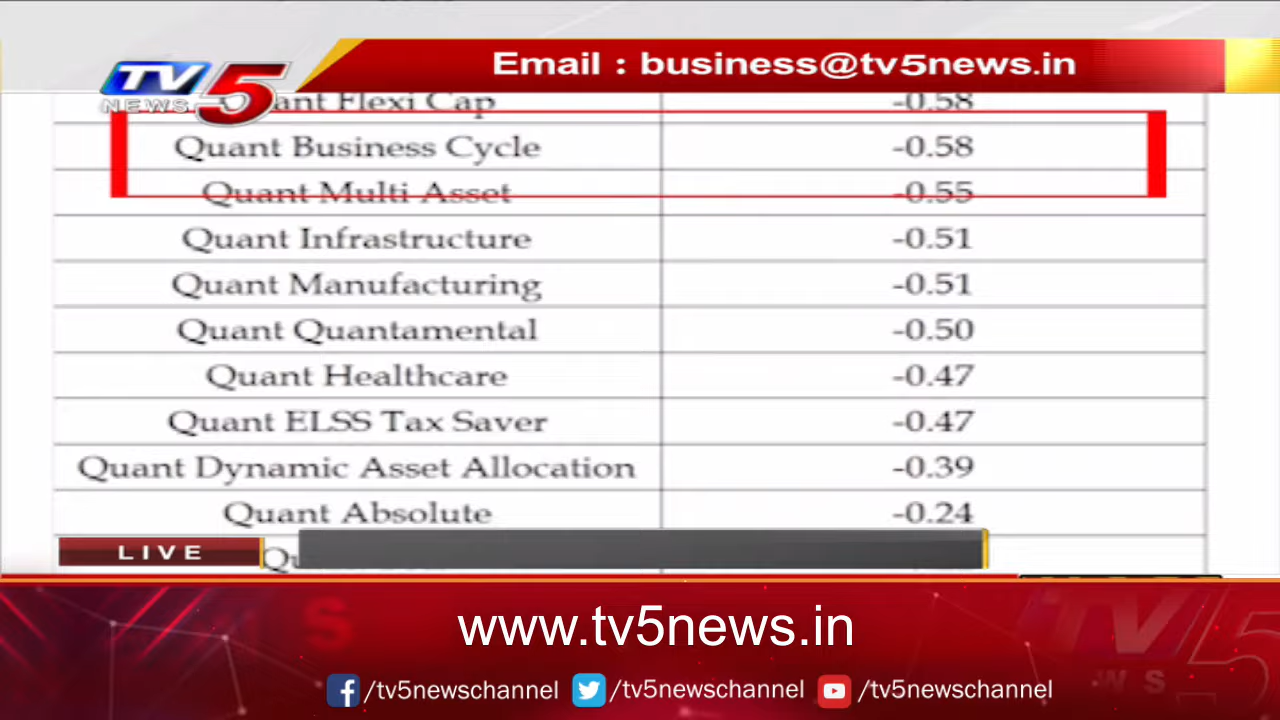 Email : business@tv5news.in
TV5
NEWS
Flexi Cap -0.58
Quant Business Cycle -0.58
Quant Multi Asset -0.55
Quant Infrastructure -0.51
Quant Manufacturing -0.51
Quant Quantamental -0.50
Quant Healthcare -0.47
Quant ELSS Tax Saver -0.47
Quant Dynamic Asset Allocation -0.39
Quant Absolute -0.24
LIVE
www.tv5news.in
/tv5newschannel /tv5newschannel /tv5newschannel